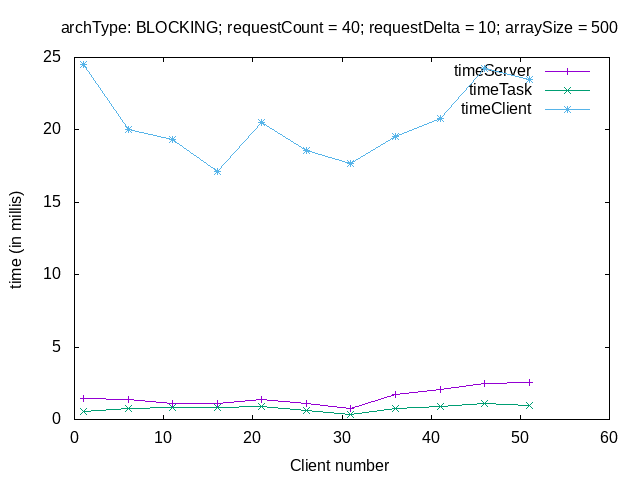 archType: BLOCKING; requestCount = 40; requestDelta = 10; arraySize = 500
25
20
15
10
5
0
time (in millis)
timeServer
timeTask
timeClient
0 10 20 30 40 50 60
Client number